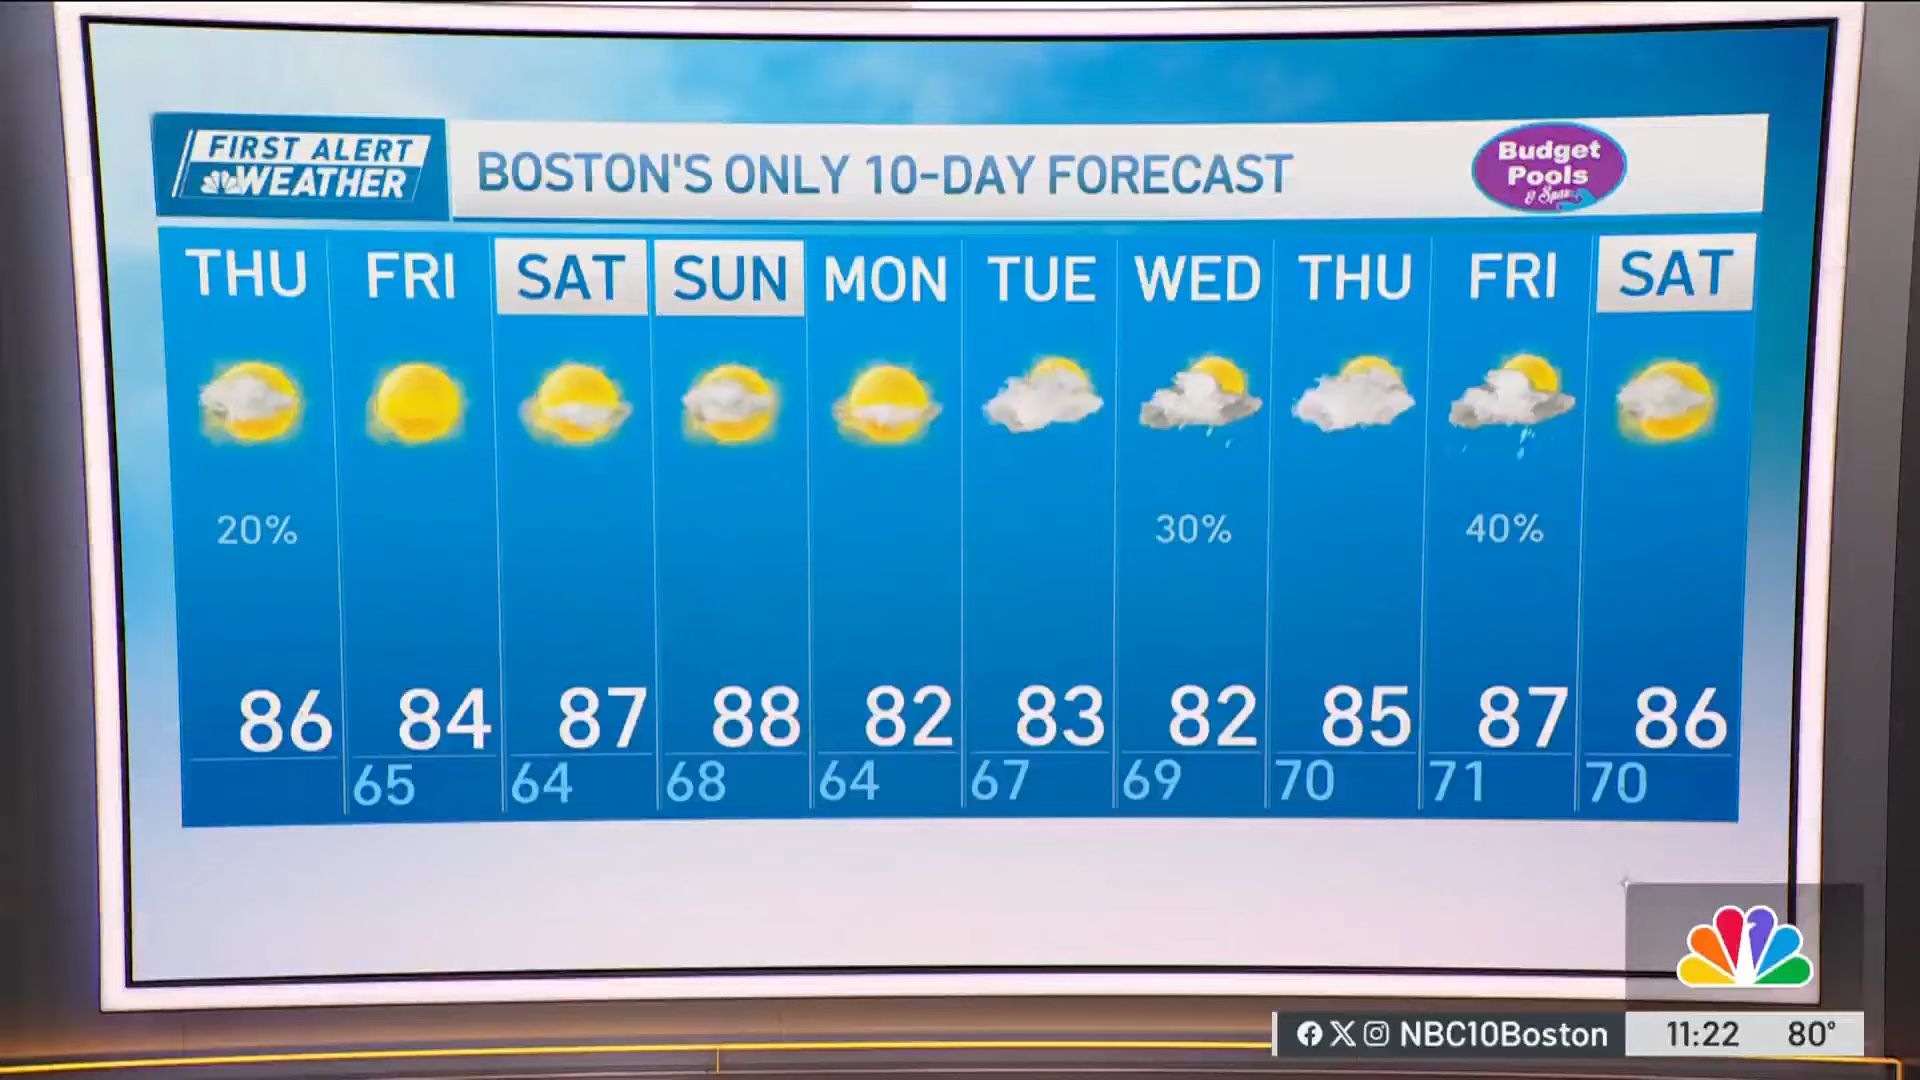 FIRST ALERT
WEATHER
BOSTON'S ONLY 10-DAY FORECAST
Budget
Pools
& Spas
THU FRI SAT SUN MON TUE WED THU FRI SAT
20% 30% 40%
86 84 87 88 82 83 82 85 87 86
65 64 68 64 67 69 70 71 70
NBC10Boston 11:22 80°